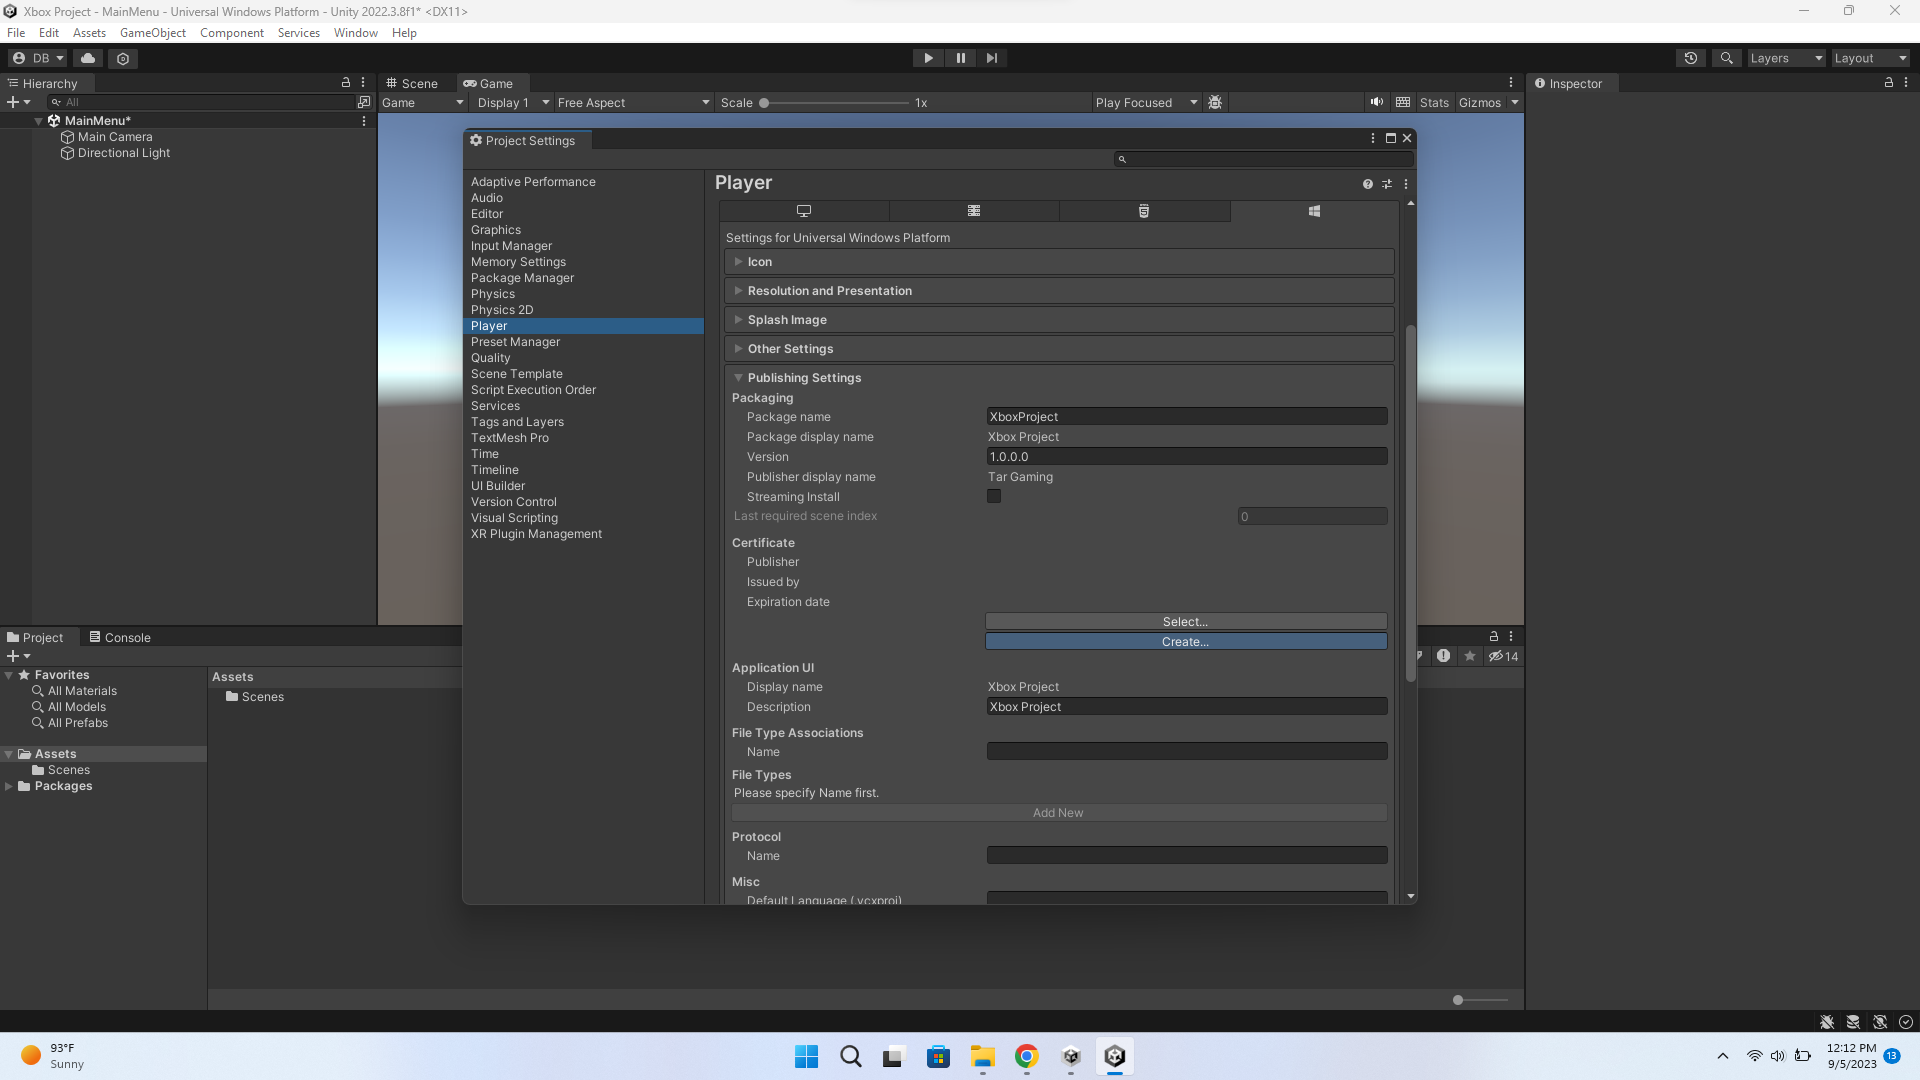 Xbox Project - MainMenu - Universal Windows Platform - Unity 2022.3.8f1* <DX11>
File Edit Assets GameObject Component Services Window Help
DB Layers Layout
Hierarchy
All
MainMenu*
Main Camera
Directional Light
Scene Game
Game Display 1 Free Aspect Scale 1x Play Focused Stats Gizmos
Inspector
Project Settings
Adaptive Performance
Audio
Editor
Graphics
Input Manager
Memory Settings
Package Manager
Physics
Physics 2D
Player
Preset Manager
Quality
Scene Template
Script Execution Order
Services
Tags and Layers
TextMesh Pro
Time
Timeline
UI Builder
Version Control
Visual Scripting
XR Plugin Management
Player
Settings for Universal Windows Platform
Icon
Resolution and Presentation
Splash Image
Other Settings
Publishing Settings
Packaging
Package name XboxProject
Package display name Xbox Project
Version 1.0.0.0
Publisher display name Tar Gaming
Streaming Install
Last required scene index 0
Certificate
Publisher
Issued by
Expiration date
Select...
Create...
Application UI
Display name Xbox Project
Description Xbox Project
File Type Associations
Name
File Types
Please specify Name first.
Add New
Protocol
Name
Misc
Default Language (.vcxproj)
Project Console
14
Favorites
All Materials
All Models
All Prefabs
Assets
Scenes
Packages
Assets
Scenes
93°F
Sunny
12:12 PM
9/5/2023
13